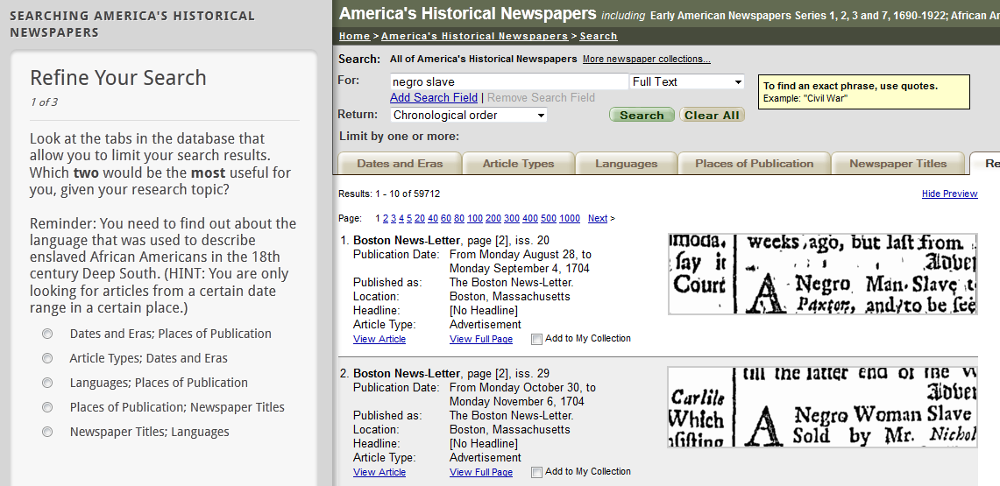 SEARCHING AMERICA'S HISTORICAL
NEWSPAPERS
Refine Your Search
1 of 3
Look at the tabs in the database that
allow you to limit your search results.
Which two would be the most useful for
you, given your research topic?
Reminder: You need to find out about the
language that was used to describe
enslaved African Americans in the 18th
century Deep South. (HINT: You are only
looking for articles from a certain date
range in a certain place.)
Dates and Eras; Places of Publication
Article Types; Dates and Eras
Languages; Places of Publication
Places of Publication; Newspaper Titles
Newspaper Titles; Languages
America's Historical Newspapers including Early American Newspapers Series 1, 2, 3 and 7, 1690-1922; African Am
Home > America's Historical Newspapers > Search
Search: All of America's Historical Newspapers More newspaper collections...
For: negro slave Full Text
Add Search Field | Remove Search Field
To find an exact phrase, use quotes.
Example: "Civil War"
Return: Chronological order Search Clear All
Limit by one or more:
Dates and Eras Article Types Languages Places of Publication Newspaper Titles Re
Results: 1 - 10 of 59712 Hide Preview
Page: 1 2 3 4 5 20 40 60 80 100 200 300 400 500 1000 Next >
1. Boston News-Letter, page [2], iss. 20
Publication Date: From Monday August 28, to
Monday September 4, 1704
Published as: The Boston News-Letter.
Location: Boston, Massachusetts
Headline: [No Headline]
Article Type: Advertisement
View Article View Full Page Add to My Collection
moda.
say it
Court
weeks ago, but last from
Adver
A Negro Man Slave
Paxton, and to be see
2. Boston News-Letter, page [2], iss. 29
Publication Date: From Monday October 30, to
Monday November 6, 1704
Published as: The Boston News-Letter.
Location: Boston, Massachusetts
Headline: [No Headline]
Article Type: Advertisement
View Article View Full Page Add to My Collection
Carlile
Which
till the latter end of the W
Adver
A Negro Woman Slave
Sold by Mr. Nichol